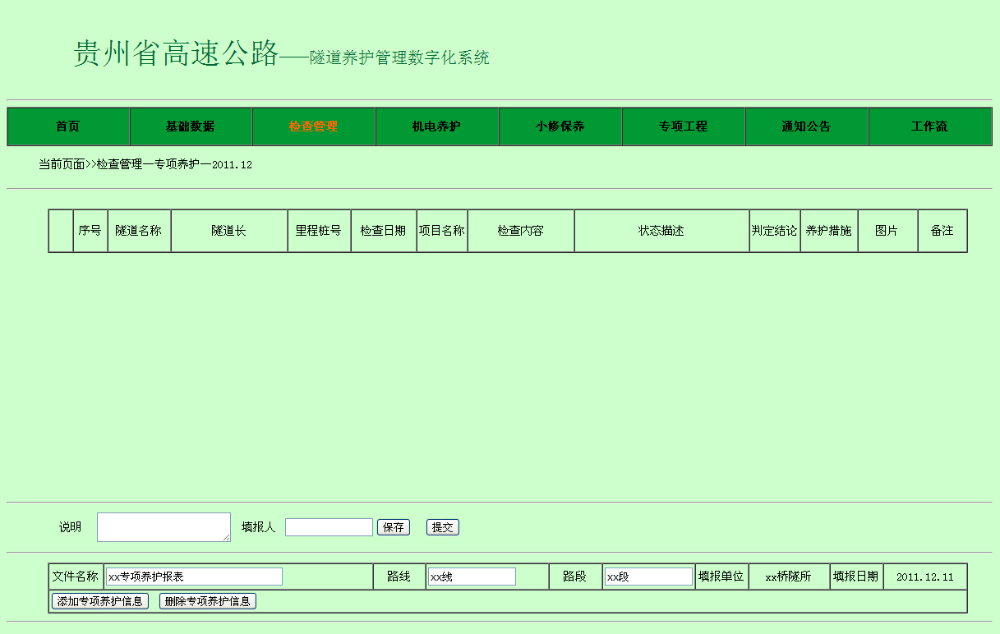 贵州省高速公路——隧道养护管理数字化系统
首页 基础数据 检查管理 机电养护 小修保养 专项工程 通知公告 工作流
当前页面>>检查管理—专项养护—2011.12
序号 隧道名称 隧道长 里程桩号 检查日期 项目名称 检查内容 状态描述 判定结论 养护措施 图片 备注
说明 填报人 保存 提交
文件名称 xx专项养护报表 路线 xx线 路段 xx段 填报单位 xx桥隧所 填报日期 2011.12.11
添加专项养护信息 删除专项养护信息